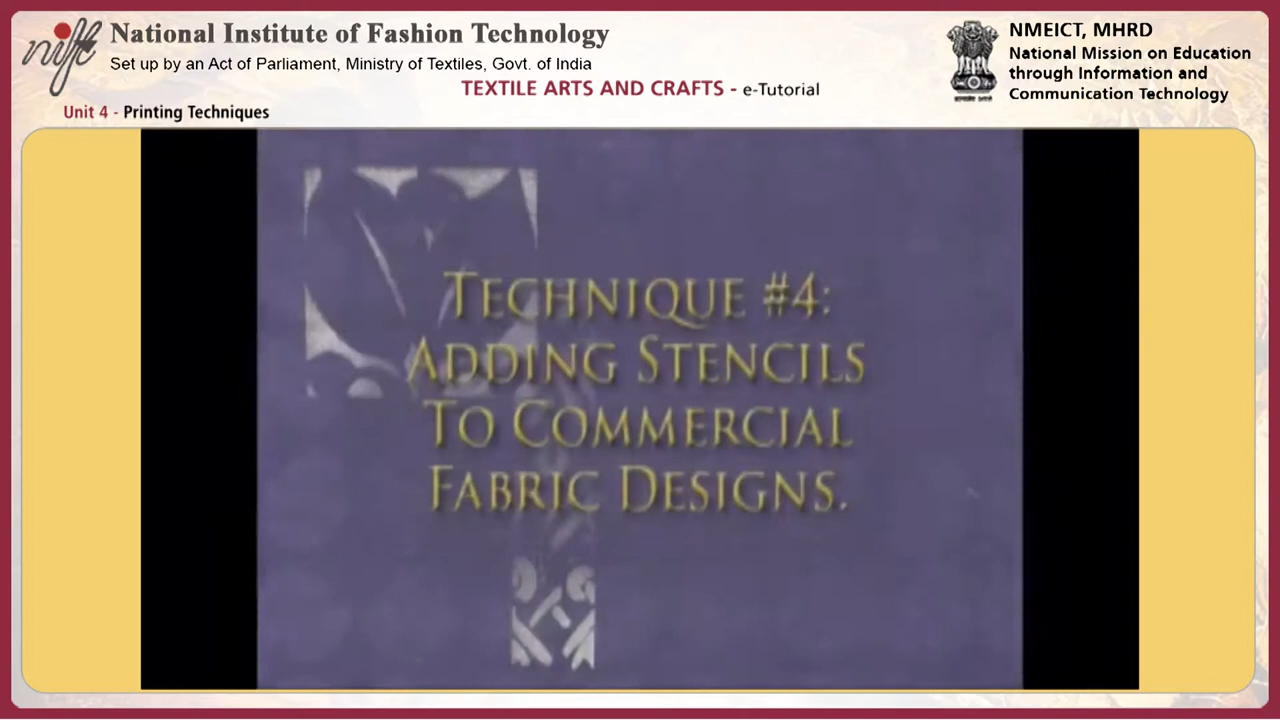 nift
National Institute of Fashion Technology
Set up by an Act of Parliament, Ministry of Textiles, Govt. of India
TEXTILE ARTS AND CRAFTS - e-Tutorial
NMEICT, MHRD
National Mission on Education
through Information and
Communication Technology
Unit 4 - Printing Techniques
TECHNIQUE #4:
ADDING STENCILS
TO COMMERCIAL
FABRIC DESIGNS.